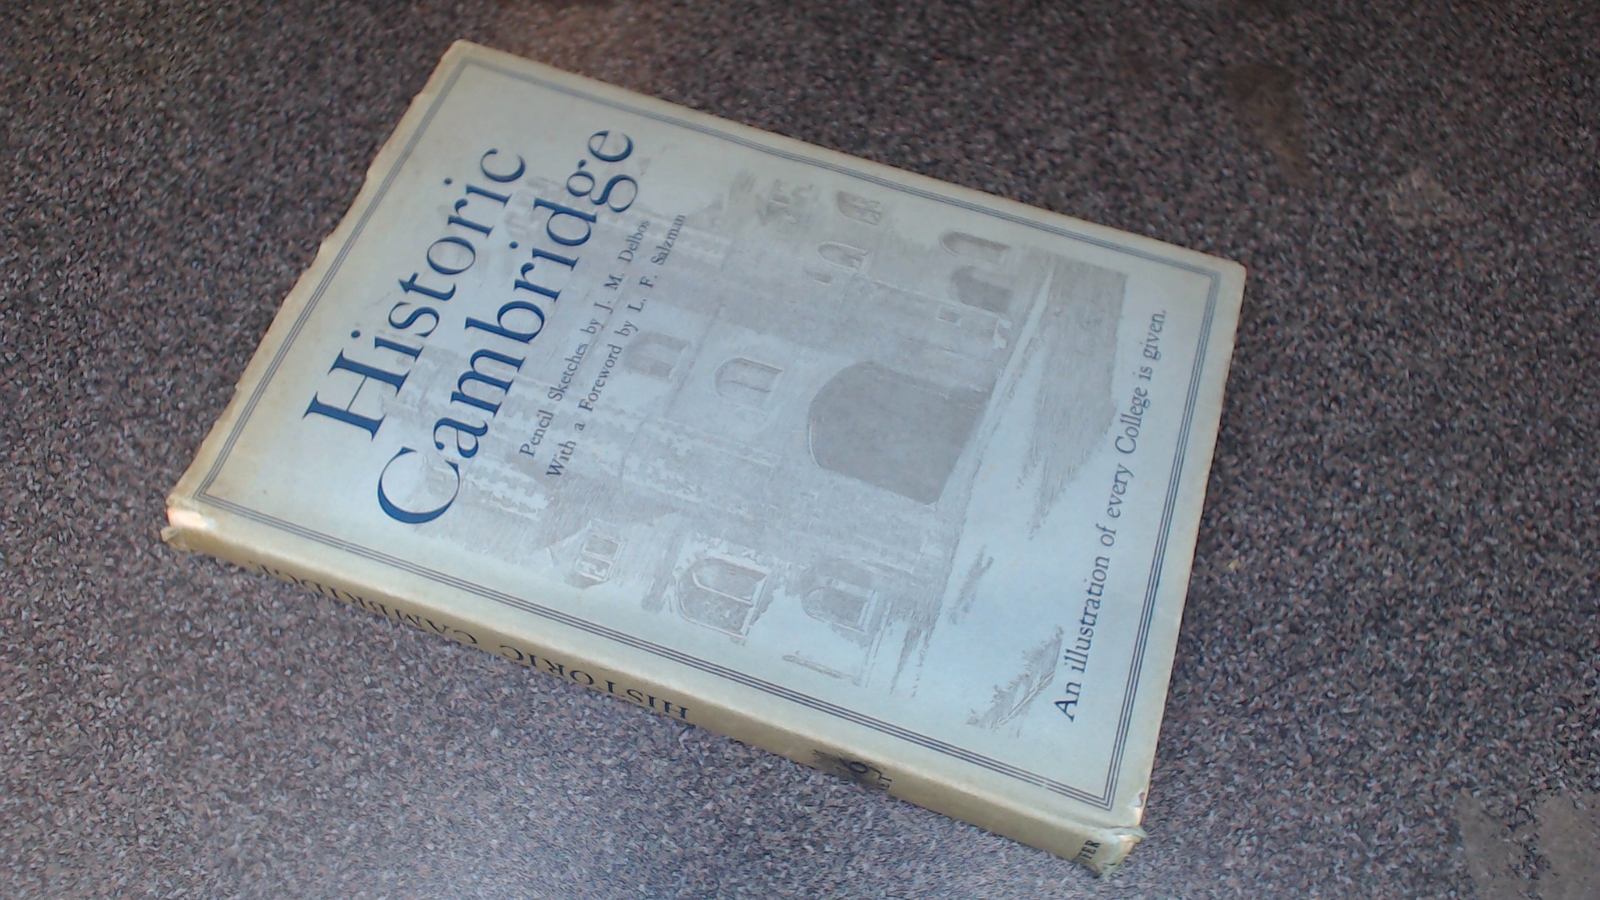 Historic
Cambridge
Pencil Sketches by J. M. Delbos
With a Foreword by L. F. Salzman
An illustration of every College is given.
HISTORIC CAMBRIDGE